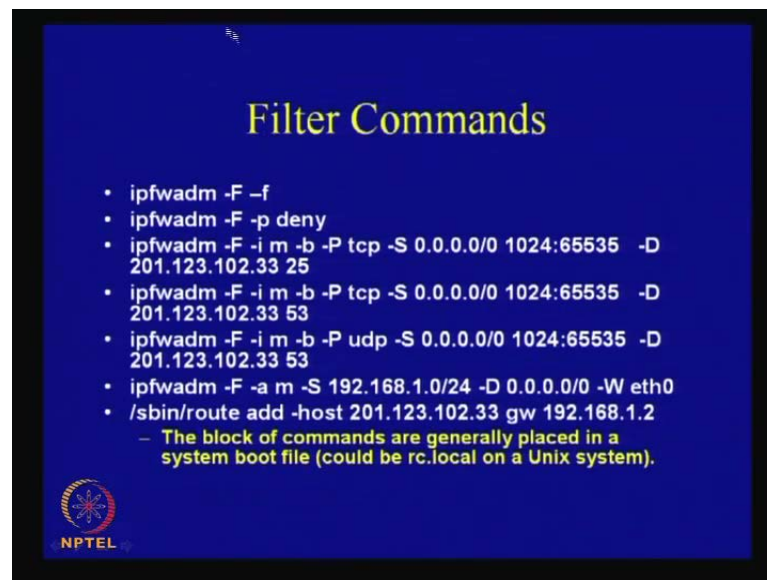 Filter Commands
• ipfwadm -F –f
• ipfwadm -F -p deny
• ipfwadm -F -i m -b -P tcp -S 0.0.0.0/0 1024:65535 -D
201.123.102.33 25
• ipfwadm -F -i m -b -P tcp -S 0.0.0.0/0 1024:65535 -D
201.123.102.33 53
• ipfwadm -F -i m -b -P udp -S 0.0.0.0/0 1024:65535 -D
201.123.102.33 53
• ipfwadm -F -a m -S 192.168.1.0/24 -D 0.0.0.0/0 -W eth0
• /sbin/route add -host 201.123.102.33 gw 192.168.1.2
– The block of commands are generally placed in a
system boot file (could be rc.local on a Unix system).
NPTEL